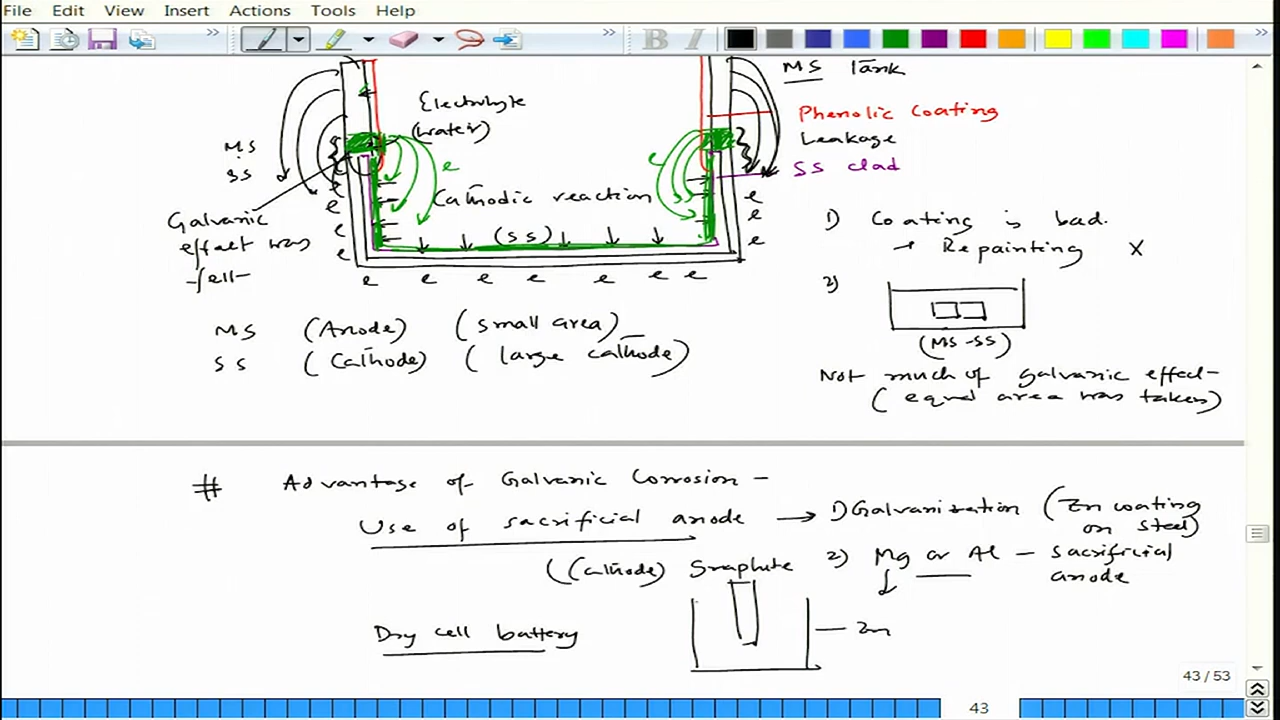 File Edit View Insert Actions Tools Help
MS Tank
Electrolyte
(water)
Phenolic coating
Leakage
SS clad
MS
SS
e
e
Cathodic reaction
Galvanic
effect was
felt
(SS)
e
e
e
e
e
e
e
e e e e e e e
1) Coating is bad.
→ Repainting X
2)
(MS-SS)
Not much of galvanic effect
(equal area was taken)
MS (Anode) (small area)
SS (Cathode) (large cathode)
# Advantage of Galvanic Corrosion -
Use of sacrificial anode → 1) Galvanization (Zn coating
on steel)
2) Mg or Al - sacrificial
anode
(Cathode) Graphite
Dry cell battery
Zn
43 / 53
43